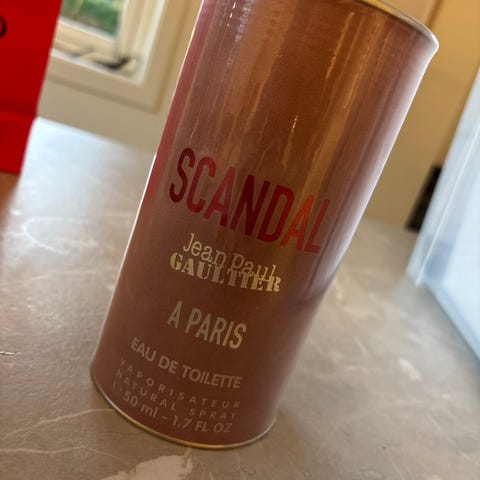 SCANDAL
Jean Paul
GAULTIER
A PARIS
EAU DE TOILETTE
VAPORISATEUR
NATURAL SPRAY
50 ml - 1,7 FL OZ